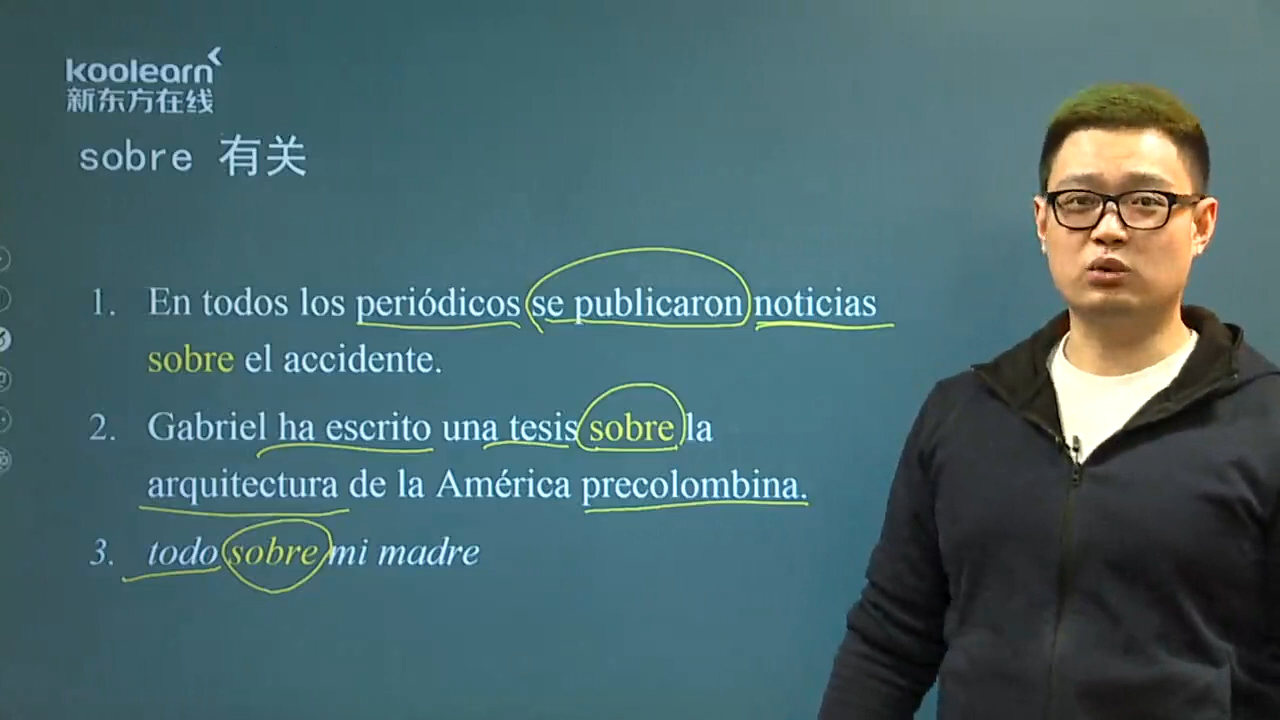 koolearn
新东方在线
sobre 有关
1. En todos los periódicos se publicaron noticias
sobre el accidente.
2. Gabriel ha escrito una tesis sobre la
arquitectura de la América precolombina.
3. todo sobre mi madre